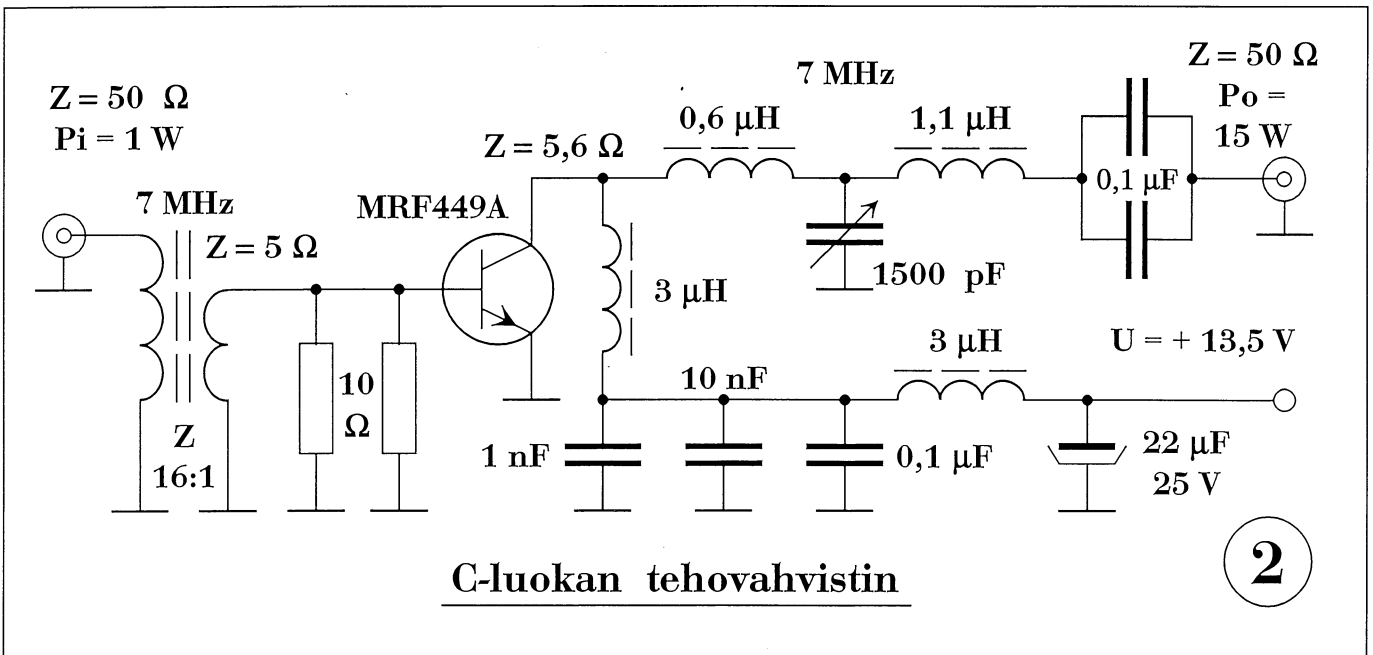 Z = 50 Ω
Pi = 1 W
7 MHz
Z = 50 Ω
Po =
15 W
0,6 µH
1,1 µH
Z = 5,6 Ω
0,1 µF
7 MHz
MRF449A
Z = 5 Ω
1500 pF
3 µH
3 µH
U = + 13,5 V
10
Ω
10 nF
Z
16:1
1 nF
0,1 µF
22 µF
25 V
C-luokan tehovahvistin
2